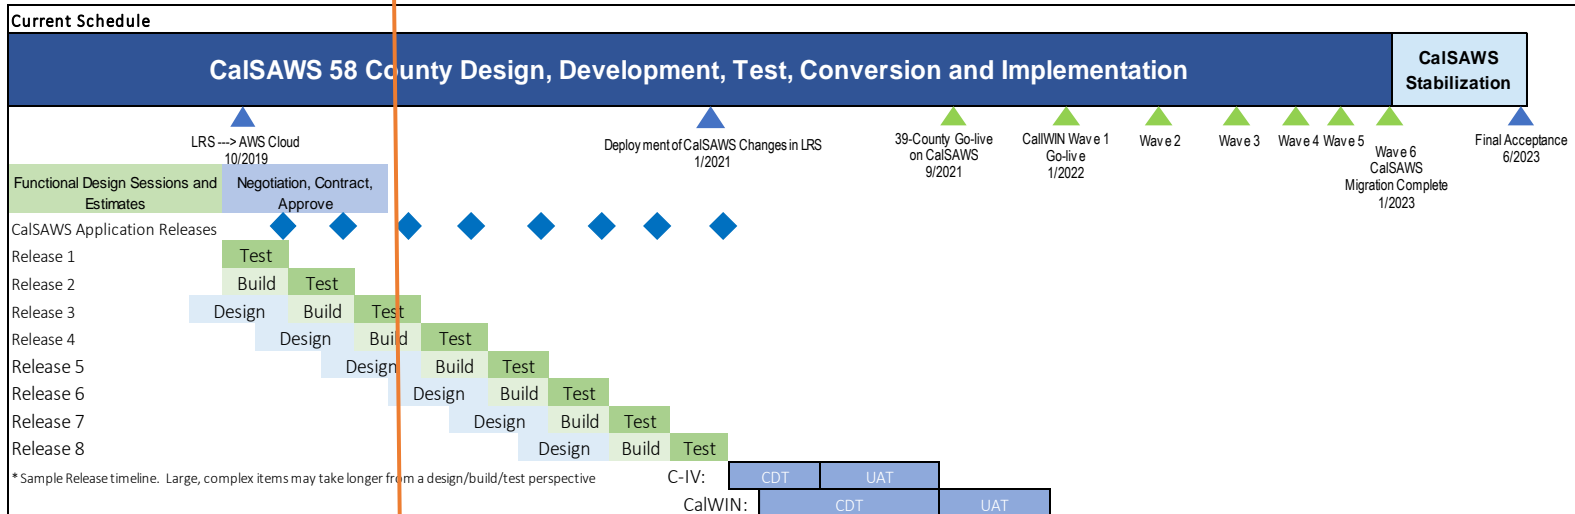 Current Schedule
CalSAWS 58 County Design, Development, Test, Conversion and Implementation
CalSAWS
Stabilization
LRS ---> AWS Cloud
10/2019
Deployment of CalSAWS Changes in LRS
1/2021
39-County Go-live
on CalSAWS
9/2021
CallWIN Wave 1
Go-live
1/2022
Wave 2
Wave 3
Wave 4
Wave 5
Wave 6
CalSAWS
Migration Complete
1/2023
Final Acceptance
6/2023
Functional Design Sessions and
Estimates
Negotiation, Contract,
Approve
CalSAWS Application Releases
Release 1
Test
Release 2
Build
Test
Release 3
Design
Build
Test
Release 4
Design
Build
Test
Release 5
Design
Build
Test
Release 6
Design
Build
Test
Release 7
Design
Build
Test
Release 8
Design
Build
Test
* Sample Release timeline. Large, complex items may take longer from a design/build/test perspective
C-IV:
CDT
UAT
CalWIN:
CDT
UAT